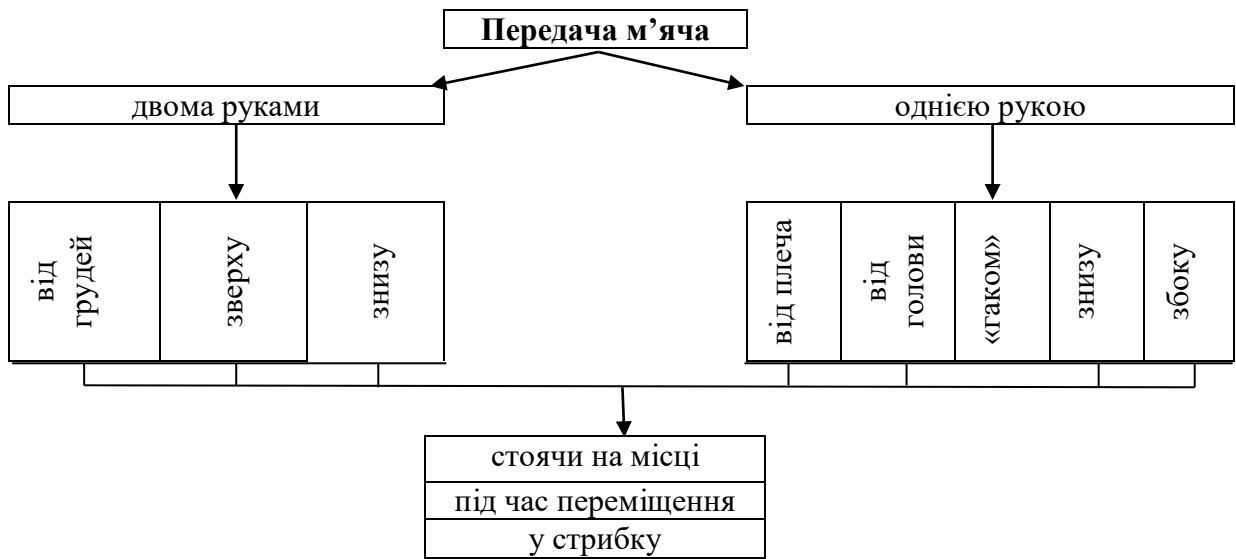 Передача м’яча
двома руками
однією рукою
від
грудей
зверху
знизу
від плеча
від
голови
«гаком»
знизу
збоку
стоячи на місці
під час переміщення
у стрибку